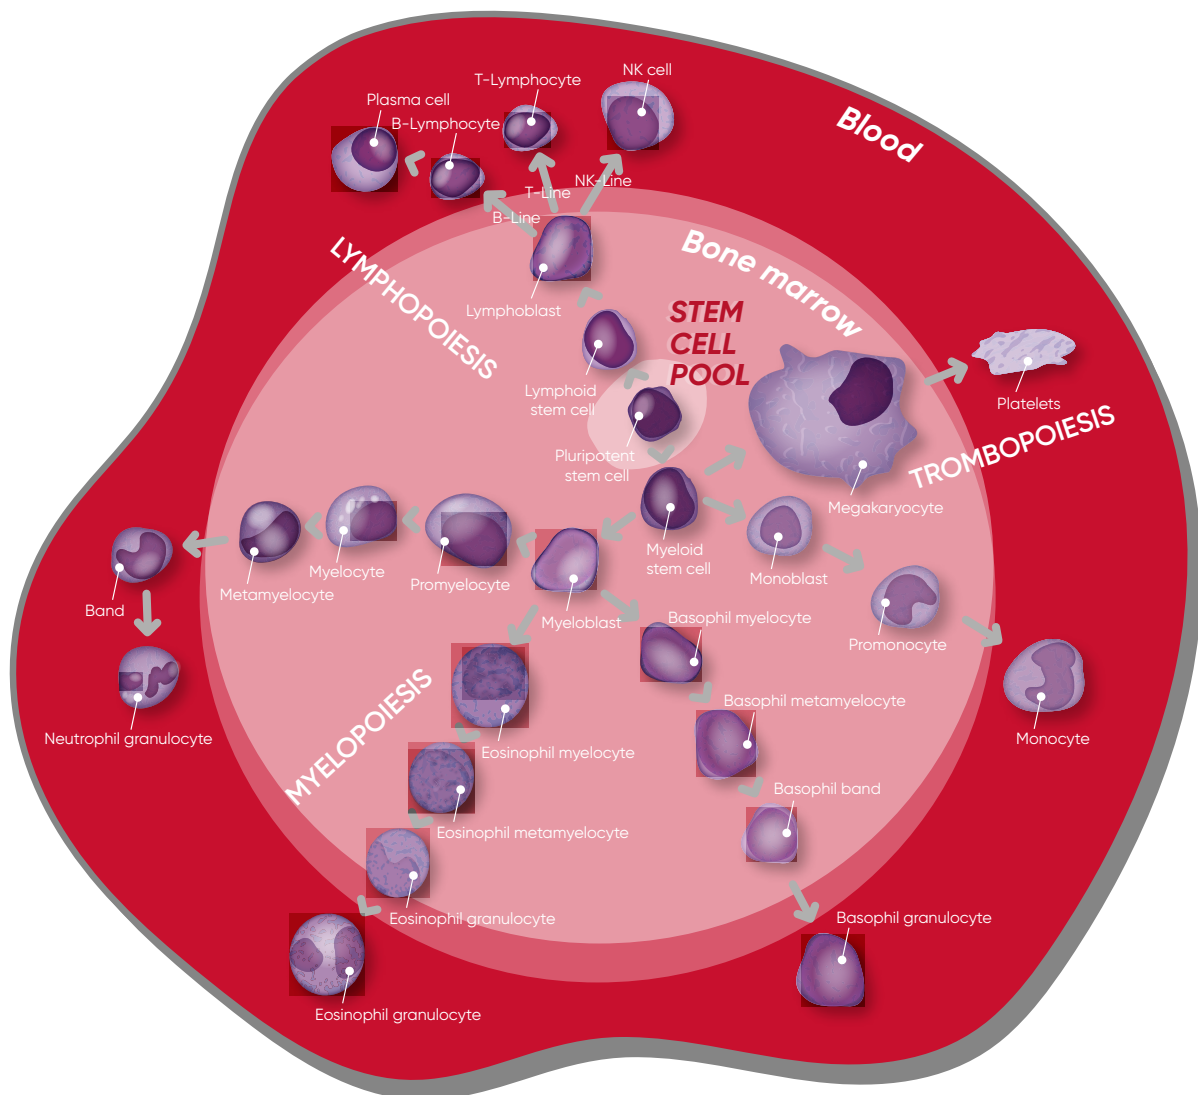 NK cell
T-Lymphocyte
Plasma cell
B-Lymphocyte
Blood
NK-Line
T-Line
B-Line
Bone marrow
LYMPHOPOIESIS
Lymphoblast
STEM
CELL
POOL
Lymphoid
stem cell
Platelets
TROMBOPOIESIS
Pluripotent
stem cell
Megakaryocyte
Myeloid
stem cell
Monoblast
Myelocyte
Promyelocyte
Metamyelocyte
Band
Myeloblast
Basophil myelocyte
Promonocyte
MYELOPOIESIS
Basophil metamyelocyte
Neutrophil granulocyte
Monocyte
Eosinophil myelocyte
Basophil band
Eosinophil metamyelocyte
Eosinophil granulocyte
Basophil granulocyte
Eosinophil granulocyte